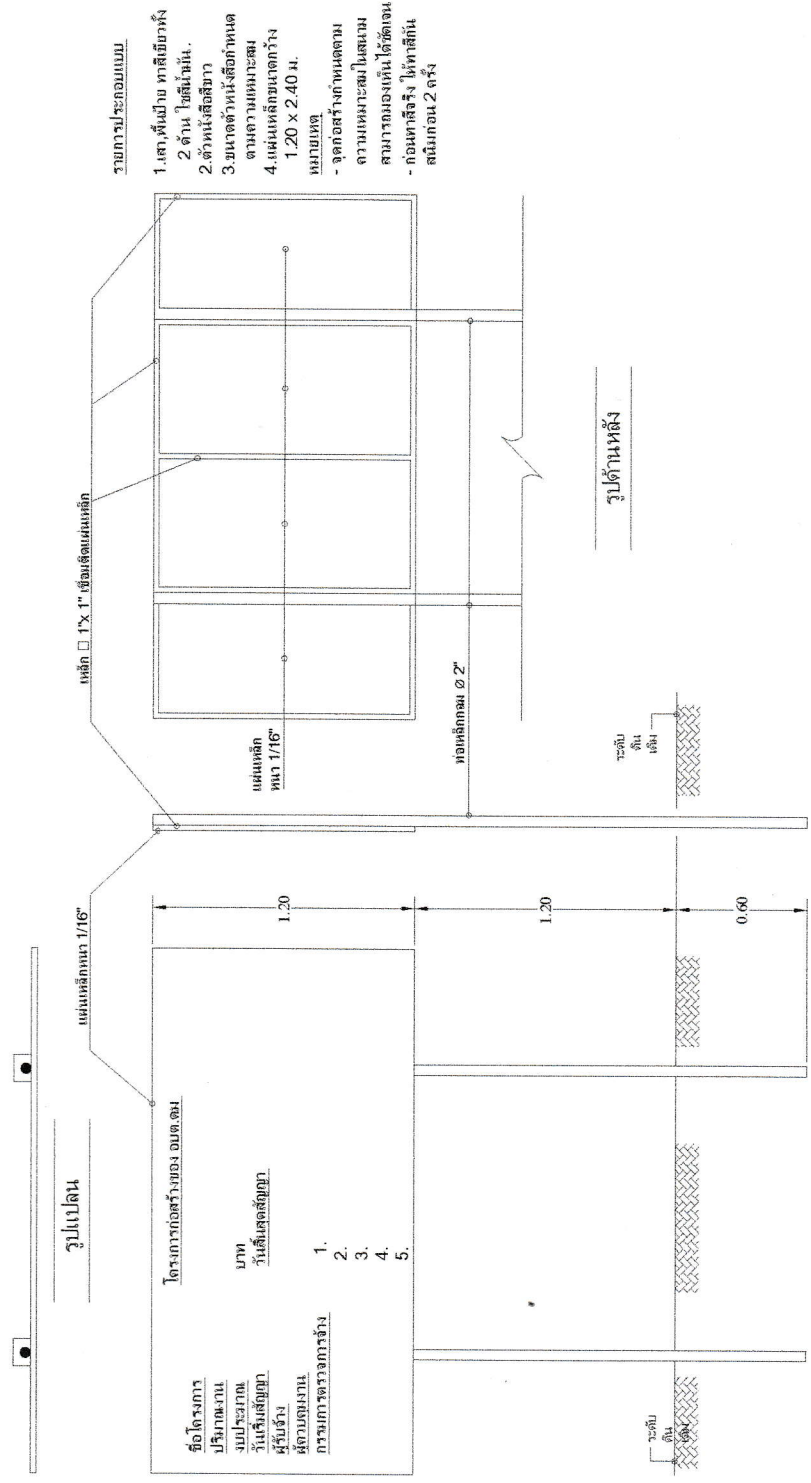 รูปแปลน
แผ่นเหล็กหนา 1/16"
เหล็ก □ 1"x 1" เชื่อมติดแผ่นเหล็ก
โครงการก่อสร้างของ อบต.ตม
ชื่อโครงการ
ปริมาณงาน
งบประมาณ บาท
วันเริ่มสัญญา วันสิ้นสุดสัญญา
ผู้รับจ้าง
ผู้ควบคุมงาน
กรรมการตรวจการจ้าง 1.
2.
3.
4.
5.
1.20
1.20
0.60
ระดับ
ดิน
เดิม
แผ่นเหล็ก
หนา 1/16"
ท่อเหล็กกลม Ø 2"
ระดับ
ดิน
เดิม
รูปด้านหลัง
รายการประกอบแบบ
1.เสา,พื้นป้าย ทาสีเขียวทั้ง
2 ด้าน ใช้สีน้ำมัน.
2.ตัวหนังสือสีขาว
3.ขนาดตัวหนังสือกำหนด
ตามความเหมาะสม
4.แผ่นเหล็กขนาดกว้าง
1.20 x 2.40 ม.
หมายเหตุ
- จุดก่อสร้างกำหนดตาม
ความเหมาะสมในสนาม
สามารถมองเห็นได้ชัดเจน
- ก่อนทาสีจริง ให้ทาสีกัน
สนิมก่อน 2 ครั้ง